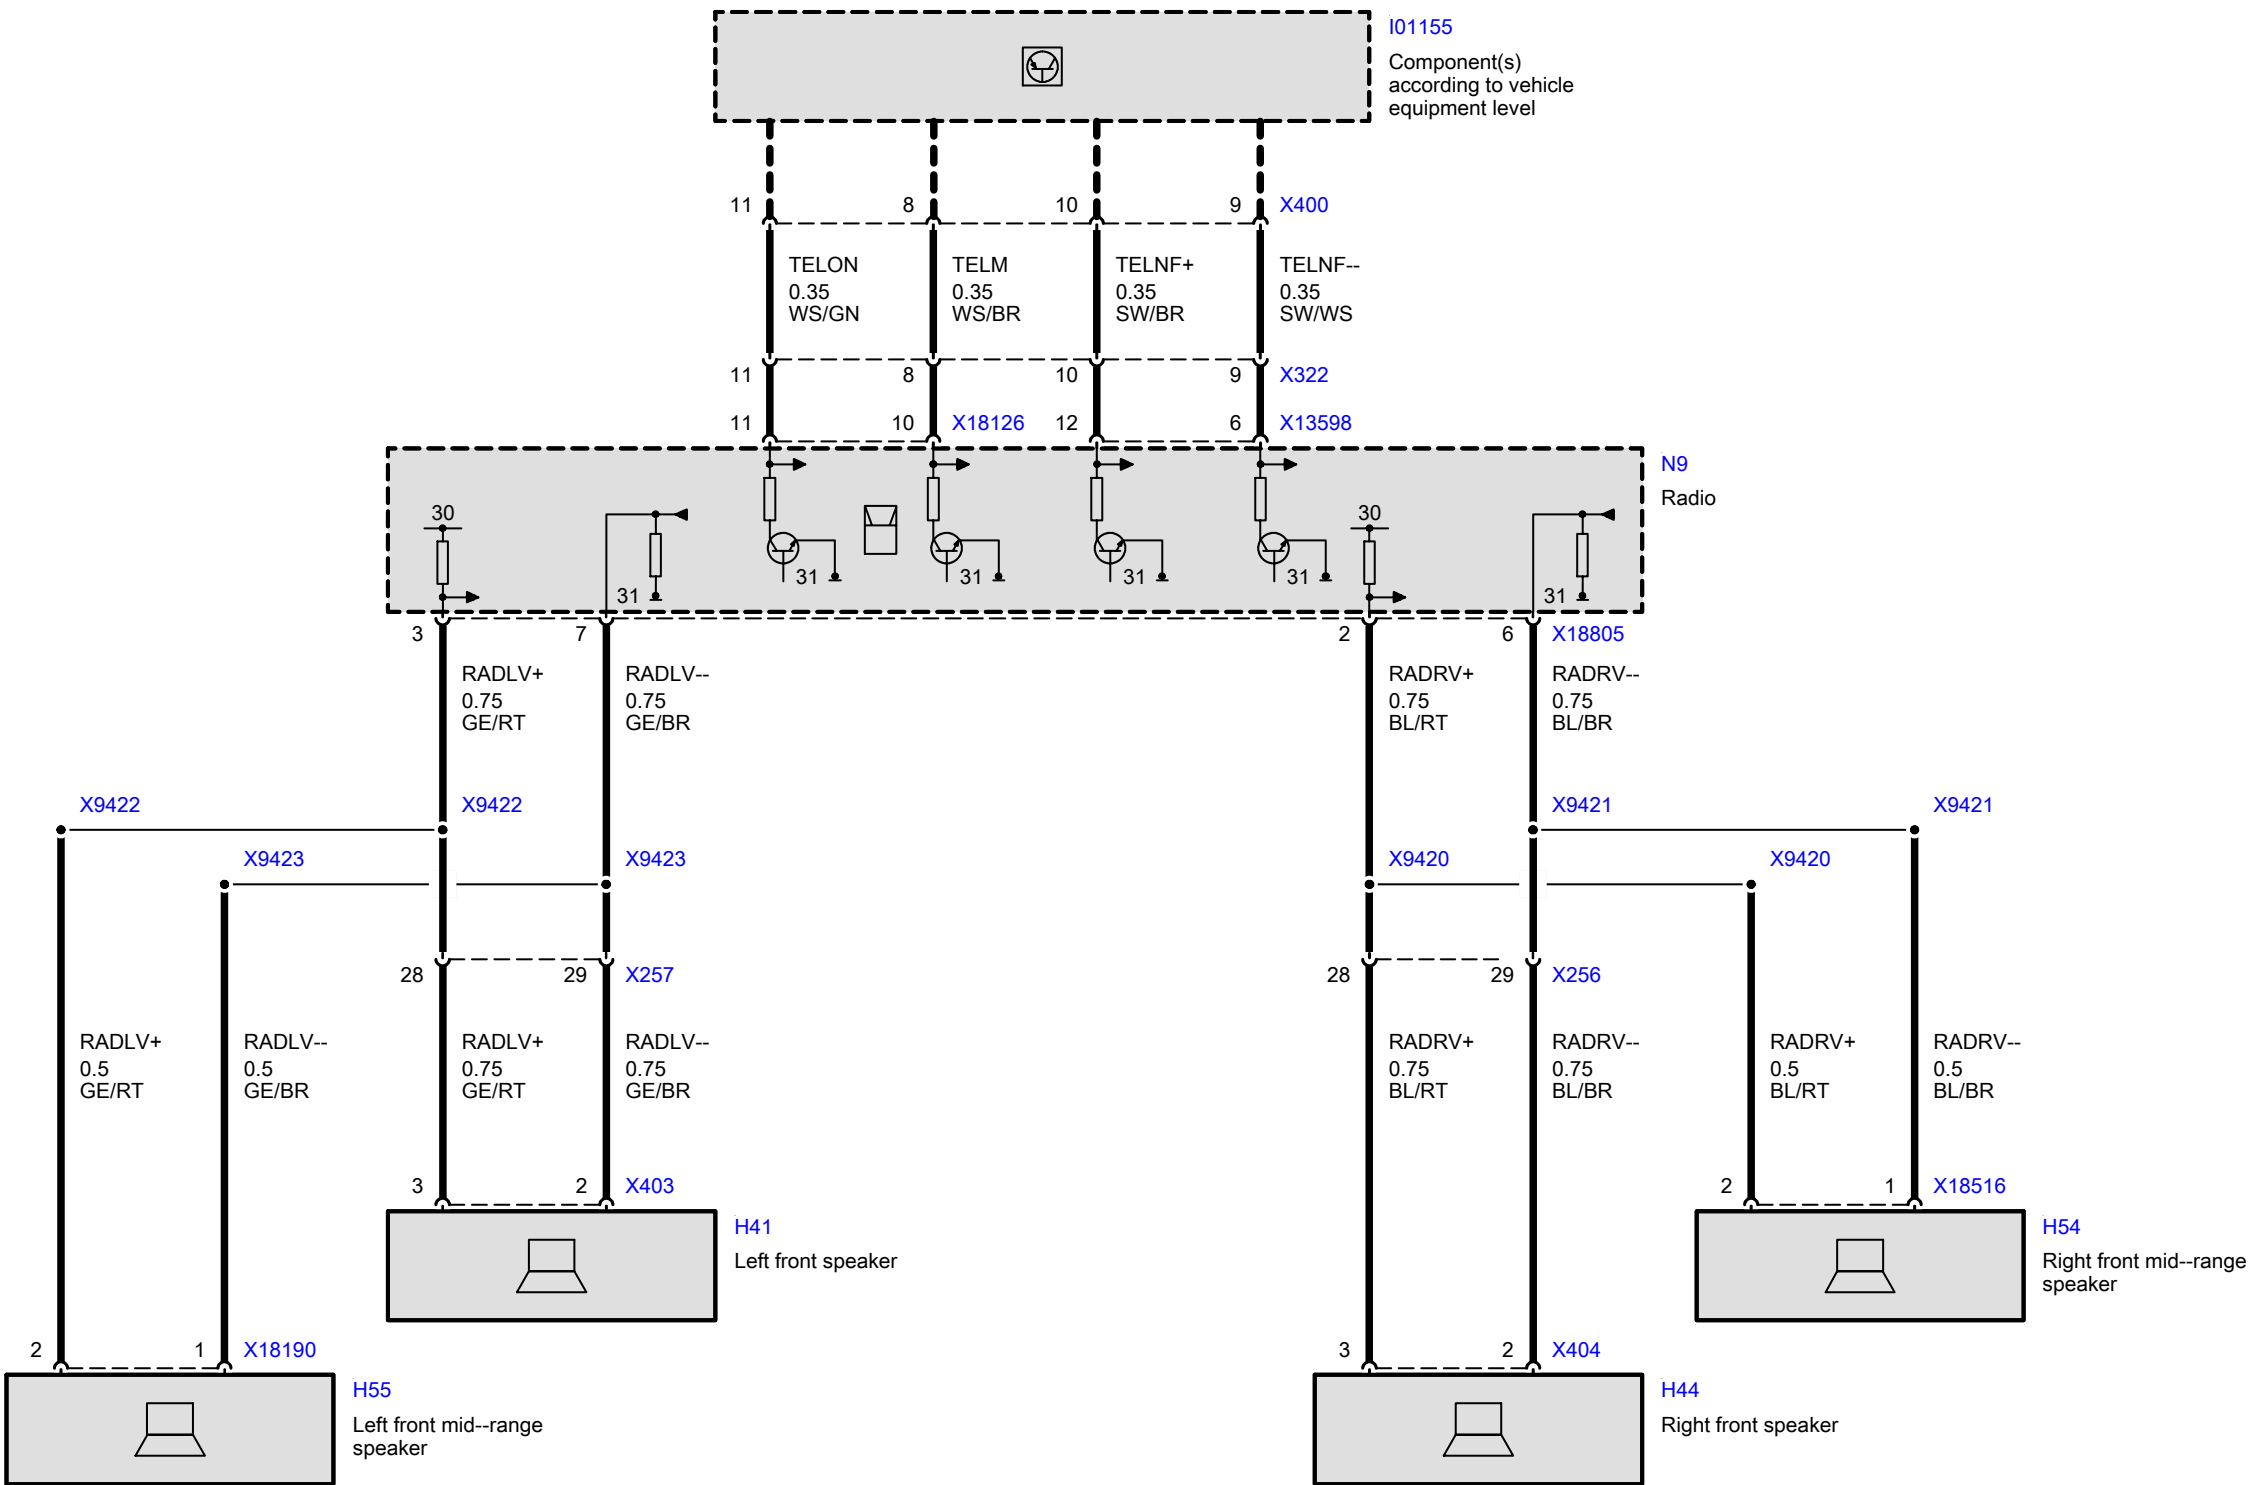 I01155
Component(s)
according to vehicle
equipment level
11 8 10 9 X400
TELON TELM TELNF+ TELNF--
0.35 0.35 0.35 0.35
WS/GN WS/BR SW/BR SW/WS
11 8 10 9 X322
11 10 X18126 12 6 X13598
N9
Radio
30 30
31 31 31 31
31 31
3 7 2 6 X18805
RADLV+ RADLV-- RADRV+ RADRV--
0.75 0.75 0.75 0.75
GE/RT GE/BR BL/RT BL/BR
X9422 X9422 X9421 X9421
X9423 X9423 X9420 X9420
28 29 X257 28 29 X256
RADLV+ RADLV-- RADLV+ RADLV-- RADRV+ RADRV-- RADRV+ RADRV--
0.5 0.5 0.75 0.75 0.75 0.75 0.5 0.5
GE/RT GE/BR GE/RT GE/BR BL/RT BL/BR BL/RT BL/BR
3 2 X403 2 1 X18516
H41
Left front speaker
H54
Right front mid--range
speaker
2 1 X18190 3 2 X404
H55
Left front mid--range
speaker
H44
Right front speaker